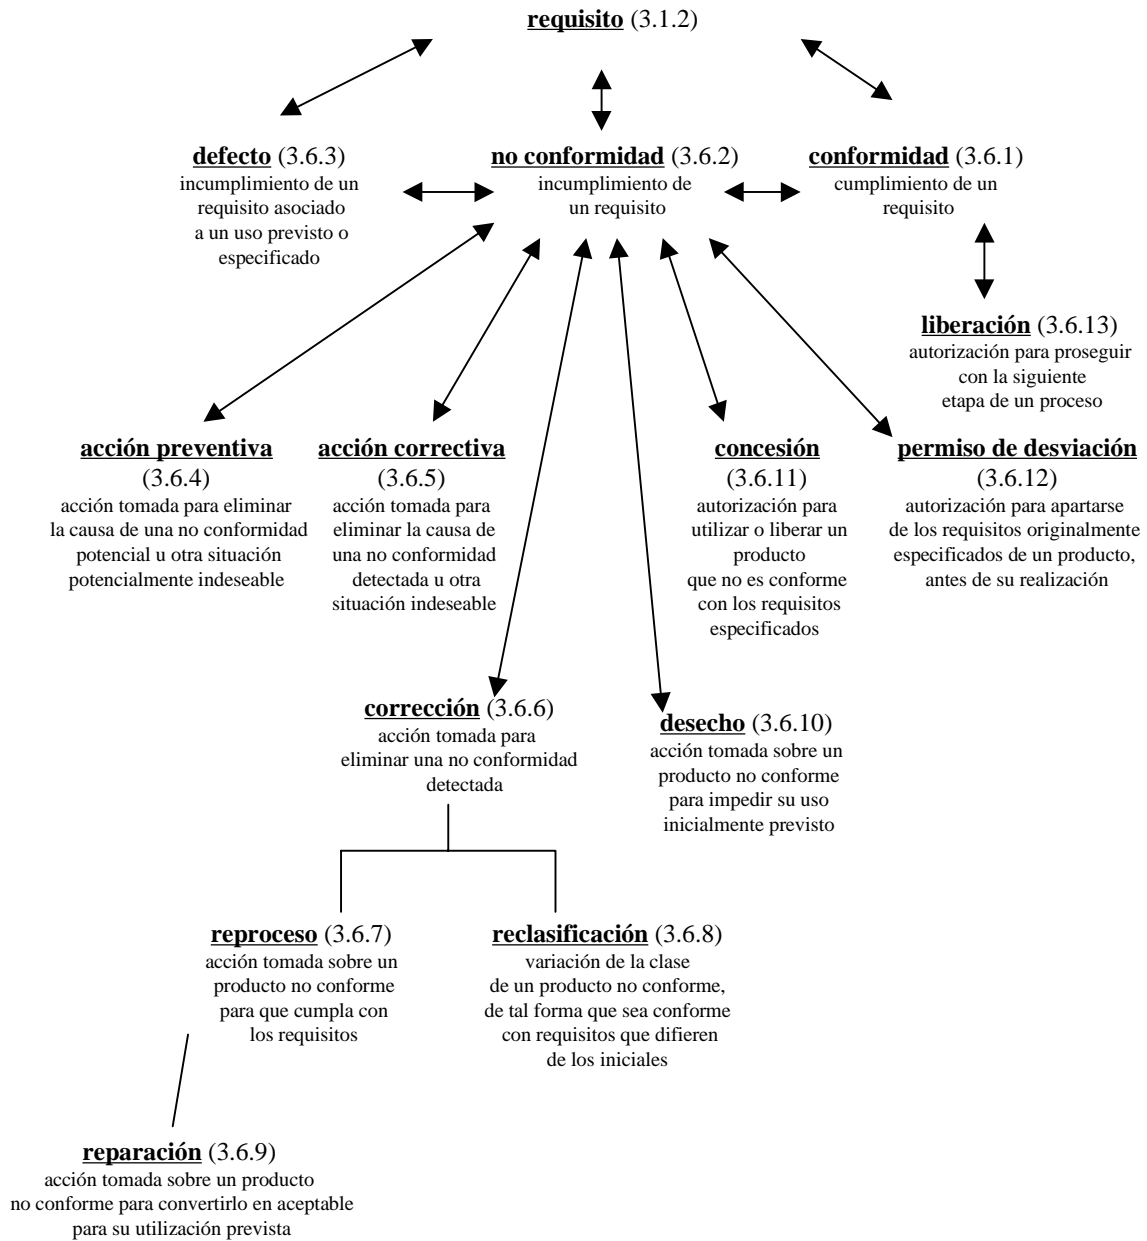 requisito (3.1.2)
defecto (3.6.3)
incumplimiento de un
requisito asociado
a un uso previsto o
especificado
no conformidad (3.6.2)
incumplimiento de
un requisito
conformidad (3.6.1)
cumplimiento de un
requisito
liberación (3.6.13)
autorización para proseguir
con la siguiente
etapa de un proceso
acción preventiva
(3.6.4)
acción tomada para eliminar
la causa de una no conformidad
potencial u otra situación
potencialmente indeseable
acción correctiva
(3.6.5)
acción tomada para
eliminar la causa de
una no conformidad
detectada u otra
situación indeseable
concesión
(3.6.11)
autorización para
utilizar o liberar un
producto
que no es conforme
con los requisitos
especificados
permiso de desviación
(3.6.12)
autorización para apartarse
de los requisitos originalmente
especificados de un producto,
antes de su realización
corrección (3.6.6)
acción tomada para
eliminar una no conformidad
detectada
desecho (3.6.10)
acción tomada sobre un
producto no conforme
para impedir su uso
inicialmente previsto
reproceso (3.6.7)
acción tomada sobre un
producto no conforme
para que cumpla con
los requisitos
reclasificación (3.6.8)
variación de la clase
de un producto no conforme,
de tal forma que sea conforme
con requisitos que difieren
de los iniciales
reparación (3.6.9)
acción tomada sobre un producto
no conforme para convertirlo en aceptable
para su utilización prevista